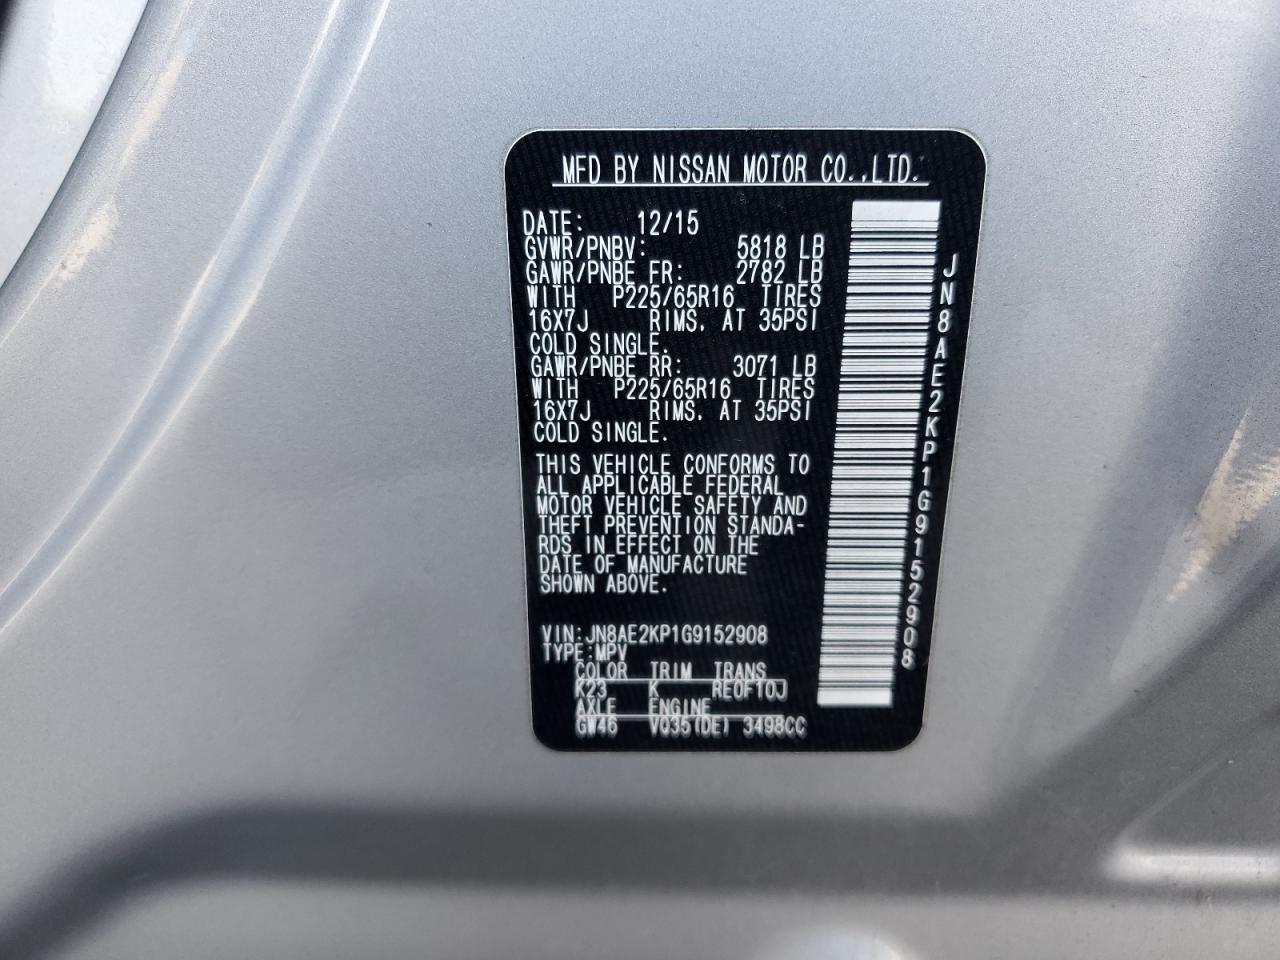 MFD BY NISSAN MOTOR CO.,LTD.
DATE: 12/15
GVWR/PNBV: 5818 LB
GAWR/PNBE FR: 2782 LB
WITH P225/65R16 TIRES
16X7J RIMS. AT 35PSI
COLD SINGLE.
GAWR/PNBE RR: 3071 LB
WITH P225/65R16 TIRES
16X7J RIMS. AT 35PSI
COLD SINGLE.
THIS VEHICLE CONFORMS TO
ALL APPLICABLE FEDERAL
MOTOR VEHICLE SAFETY AND
THEFT PREVENTION STANDA-
RDS IN EFFECT ON THE
DATE OF MANUFACTURE
SHOWN ABOVE.
VIN:JN8AE2KP1G9152908
TYPE:MPV
COLOR TRIM TRANS
K23 K RE0F10J
AXLE ENGINE
GW46 VQ35(DE) 3498CC
JN8AE2KP1G9152908